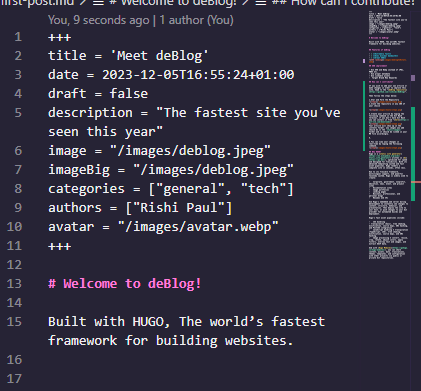 first-post.md > # Welcome to deblog! > ## How can I contribute?
You, 9 seconds ago | 1 author (You)
1 +++
2 title = 'Meet deBlog'
3 date = 2023-12-05T16:55:24+01:00
4 draft = false
5 description = "The fastest site you've
seen this year"
6 image = "/images/deblog.jpeg"
7 imageBig = "/images/deblog.jpeg"
8 categories = ["general", "tech"]
9 authors = ["Rishi Paul"]
10 avatar = "/images/avatar.webp"
11 +++
12
13 # Welcome to deBlog!
14
15 Built with HUGO, The world’s fastest
framework for building websites.
16
17